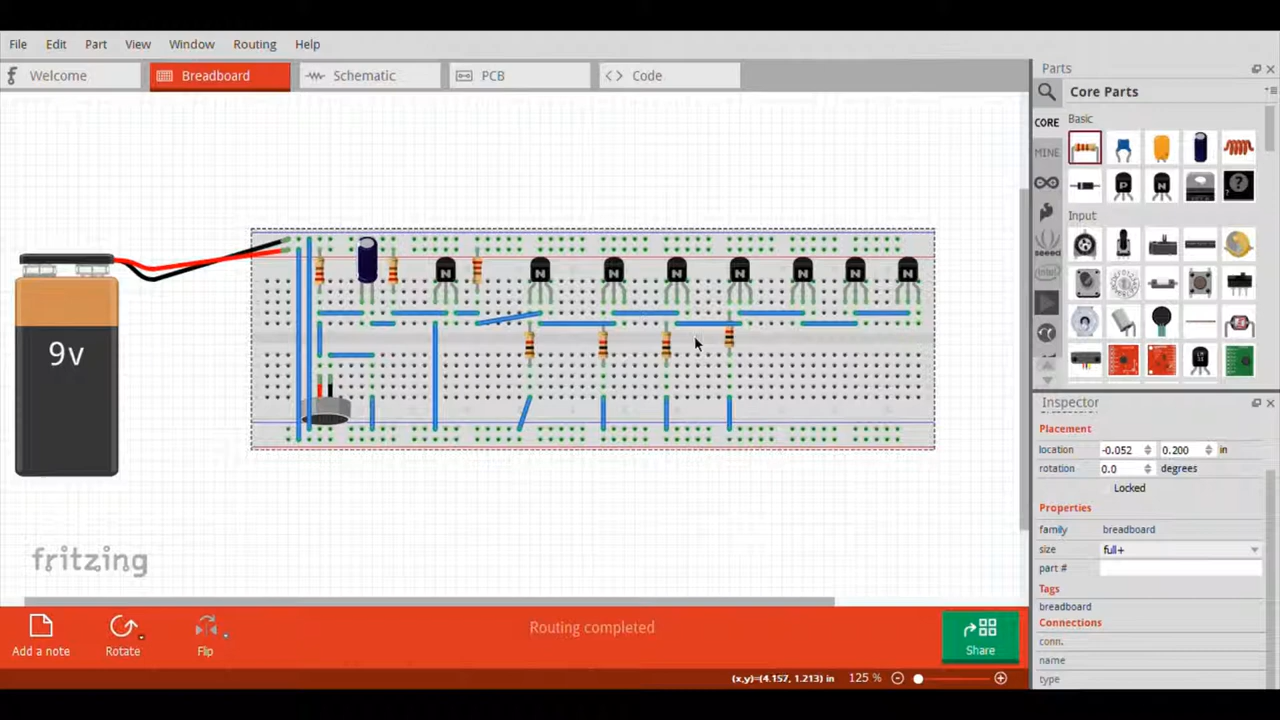 File Edit Part View Window Routing Help
Welcome Breadboard Schematic PCB Code
Parts
Core Parts
CORE
MINE
Basic
P N ?
Input
seeed
intel
N N N N N N N N
9v
fritzing
Inspector
Placement
location -0.052 0.200 in
rotation 0.0 degrees
Locked
Properties
family breadboard
size full+
part #
Tags
breadboard
Connections
conn.
name
type
Add a note Rotate Flip
Routing completed
Share
(x,y)=(4.157, 1.213) in 125 %